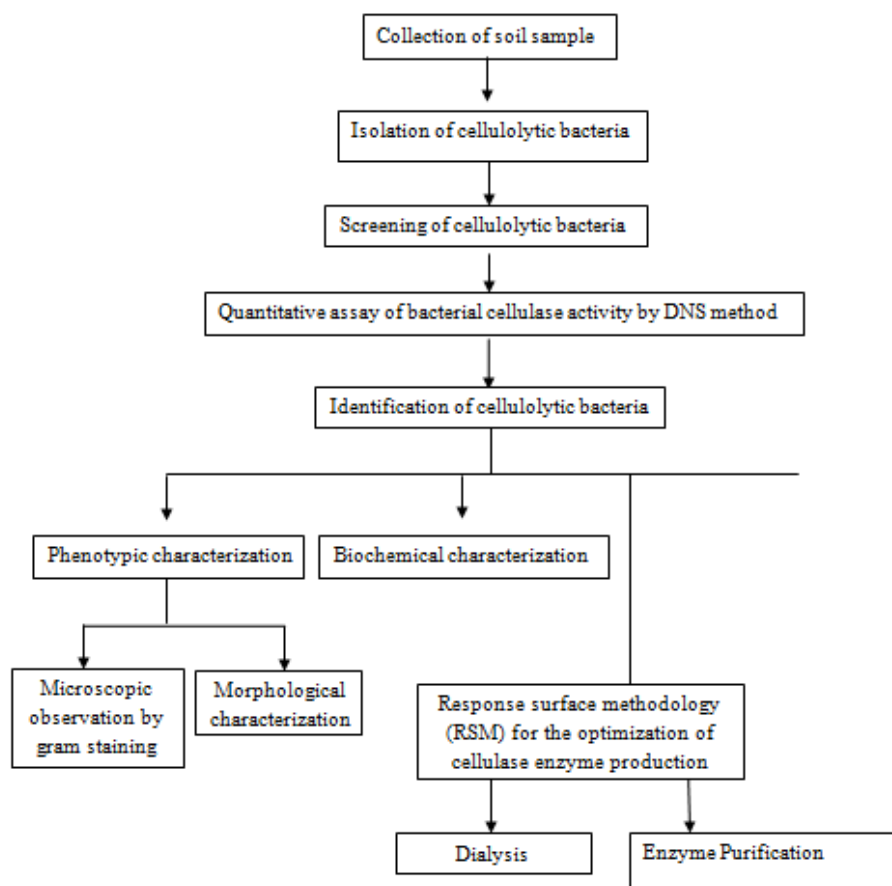 Collection of soil sample
Isolation of cellulolytic bacteria
Screening of cellulolytic bacteria
Quantitative assay of bacterial cellulase activity by DNS method
Identification of cellulolytic bacteria
Phenotypic characterization
Biochemical characterization
Microscopic
observation by
gram staining
Morphological
characterization
Response surface methodology
(RSM) for the optimization of
cellulase enzyme production
Dialysis
Enzyme Purification